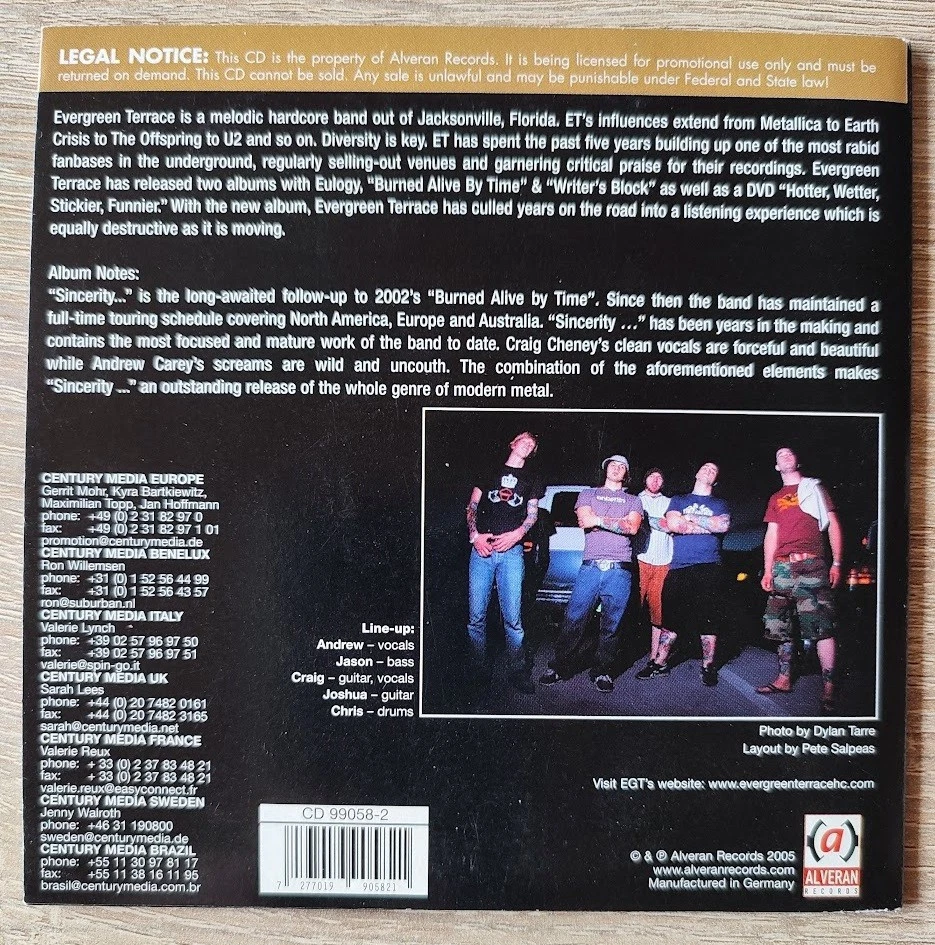 LEGAL NOTICE: This CD is the property of Alveran Records. It is being licensed for promotional use only and must be
returned on demand. This CD cannot be sold. Any sale is unlawful and may be punishable under Federal and State law!
Evergreen Terrace is a melodic hardcore band out of Jacksonville, Florida. ET's influences extend from Metallica to Earth
Crisis to The Offspring to U2 and so on. Diversity is key. ET has spent the past five years building up one of the most rabid
fanbases in the underground, regularly selling-out venues and garnering critical praise for their recordings. Evergreen
Terrace has released two albums with Eulogy, "Burned Alive By Time" & "Writer's Block" as well as a DVD "Hotter, Wetter,
Stickier, Funnier." With the new album, Evergreen Terrace has culled years on the road into a listening experience which is
equally destructive as it is moving.
Album Notes:
"Sincerity..." is the long-awaited follow-up to 2002's "Burned Alive by Time". Since then the band has maintained a
full-time touring schedule covering North America, Europe and Australia. "Sincerity ..." has been years in the making and
contains the most focused and mature work of the band to date. Craig Cheney's clean vocals are forceful and beautiful
while Andrew Carey's screams are wild and uncouth. The combination of the aforementioned elements makes
"Sincerity ..." an outstanding release of the whole genre of modern metal.
CENTURY MEDIA EUROPE
Gerrit Mohr, Kyra Bartkiewitz,
Maximilian Topp, Jan Hoffmann
phone: +49 (0) 2 31 82 97 0
fax: +49 (0) 2 31 82 97 1 01
promotion@centurymedia.de
CENTURY MEDIA BENELUX
Ron Willemsen
phone: +31 (0) 1 52 56 44 99
fax: +31 (0) 1 52 56 43 57
ron@suburban.nl
CENTURY MEDIA ITALY
Valerie Lynch
phone: +39 02 57 96 97 50
fax: +39 02 57 96 97 51
valerie@spin-go.it
CENTURY MEDIA UK
Sarah Lees
phone: +44 (0) 20 7482 0161
fax: +44 (0) 20 7482 3165
sarah@centurymedia.net
CENTURY MEDIA FRANCE
Valerie Reux
phone: + 33 (0) 2 37 83 48 21
fax: + 33 (0) 2 37 83 48 21
valerie.reux@easyconnect.fr
CENTURY MEDIA SWEDEN
Jenny Walroth
phone: +46 31 190800
sweden@centurymedia.de
CENTURY MEDIA BRAZIL
phone: +55 11 30 97 81 17
fax: +55 11 38 16 11 95
brasil@centurymedia.com.br
Line-up:
Andrew – vocals
Jason – bass
Craig – guitar, vocals
Joshua – guitar
Chris – drums
Photo by Dylan Tarre
Layout by Pete Salpeas
Visit EGT's website: www.evergreenterracehc.com
CD 99058-2
7 277019 905821
© & ℗ Alveran Records 2005
www.alveranrecords.com
Manufactured in Germany
(a)
ALVERAN
RECORDS